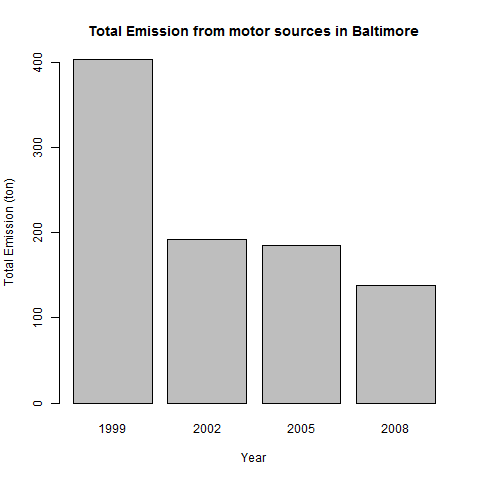 Total Emission from motor sources in Baltimore
Total Emission (ton)
400
300
200
100
0
1999 2002 2005 2008
Year